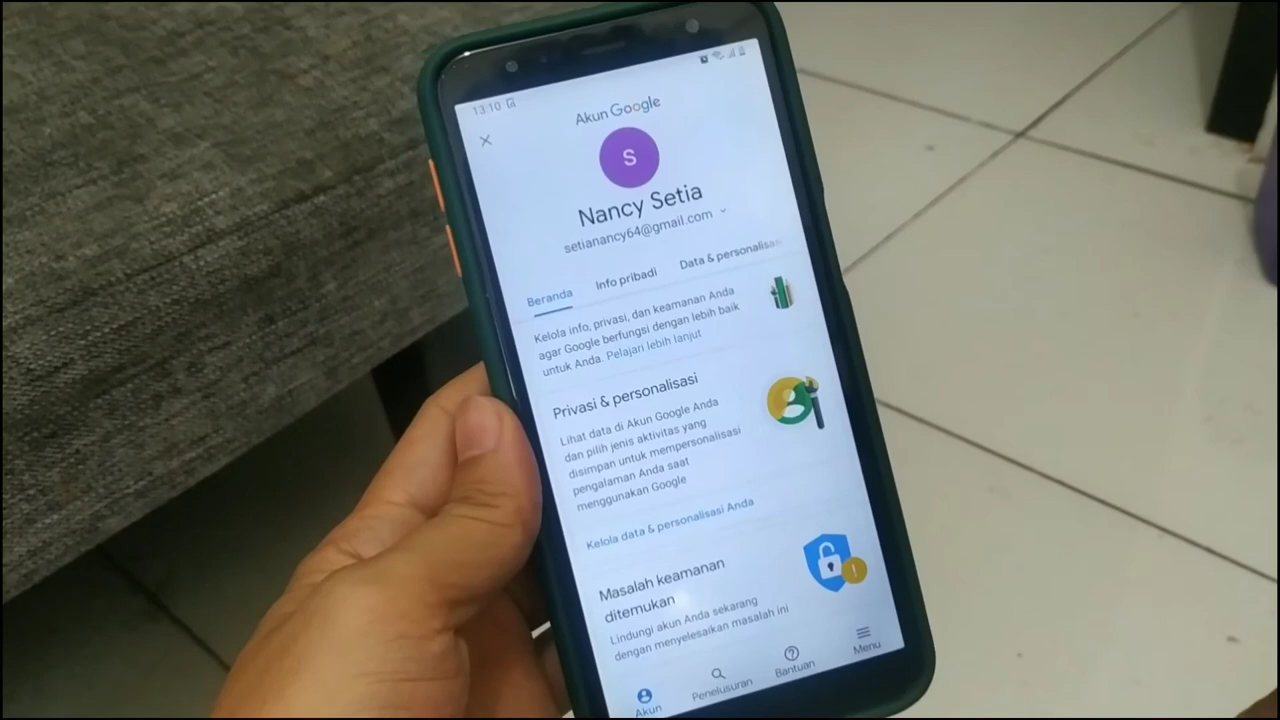 13.10
Akun Google
S
Nancy Setia
setianancy64@gmail.com
Beranda Info pribadi Data & personalisa
Kelola info, privasi, dan keamanan Anda
agar Google berfungsi dengan lebih baik
untuk Anda. Pelajari lebih lanjut
Privasi & personalisasi
Lihat data di Akun Google Anda
dan pilih jenis aktivitas yang
disimpan untuk mempersonalisasi
pengalaman Anda saat
menggunakan Google
Kelola data & personalisasi Anda
Masalah keamanan
ditemukan
Lindungi akun Anda sekarang
dengan menyelesaikan masalah ini
Akun Penelusuran Bantuan Menu